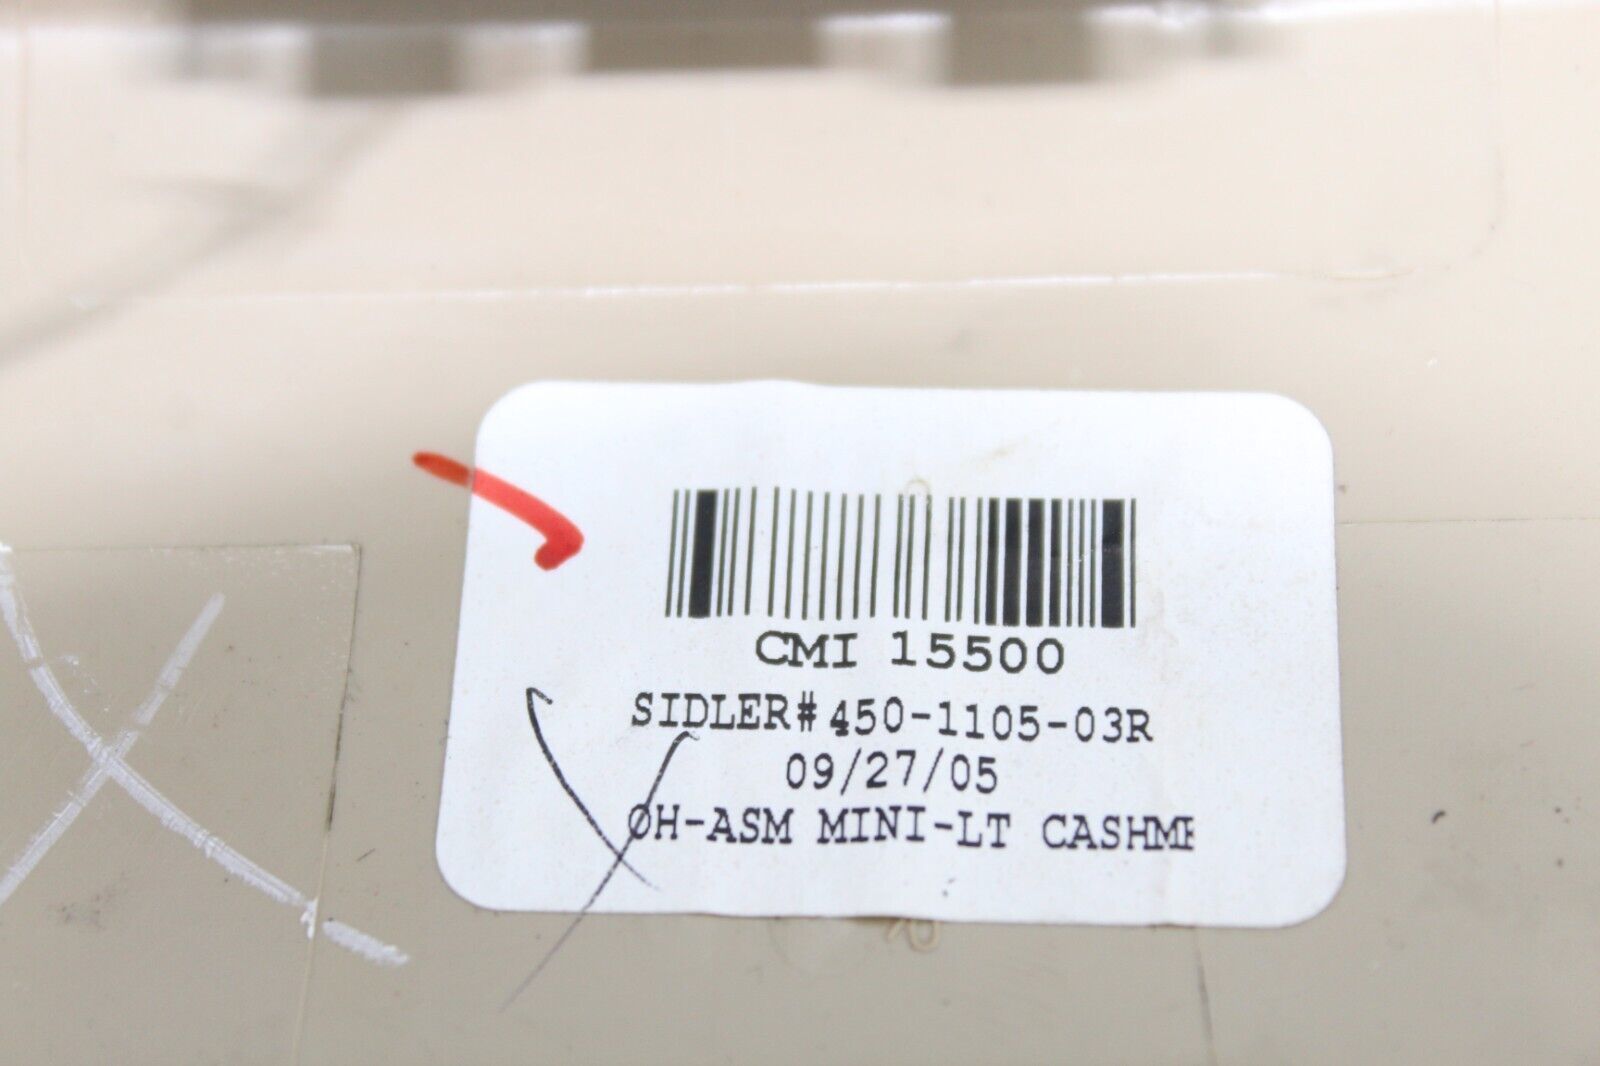 CMI 15500
SIDLER# 450-1105-03R
09/27/05
OH-ASM MINI-LT CASHME